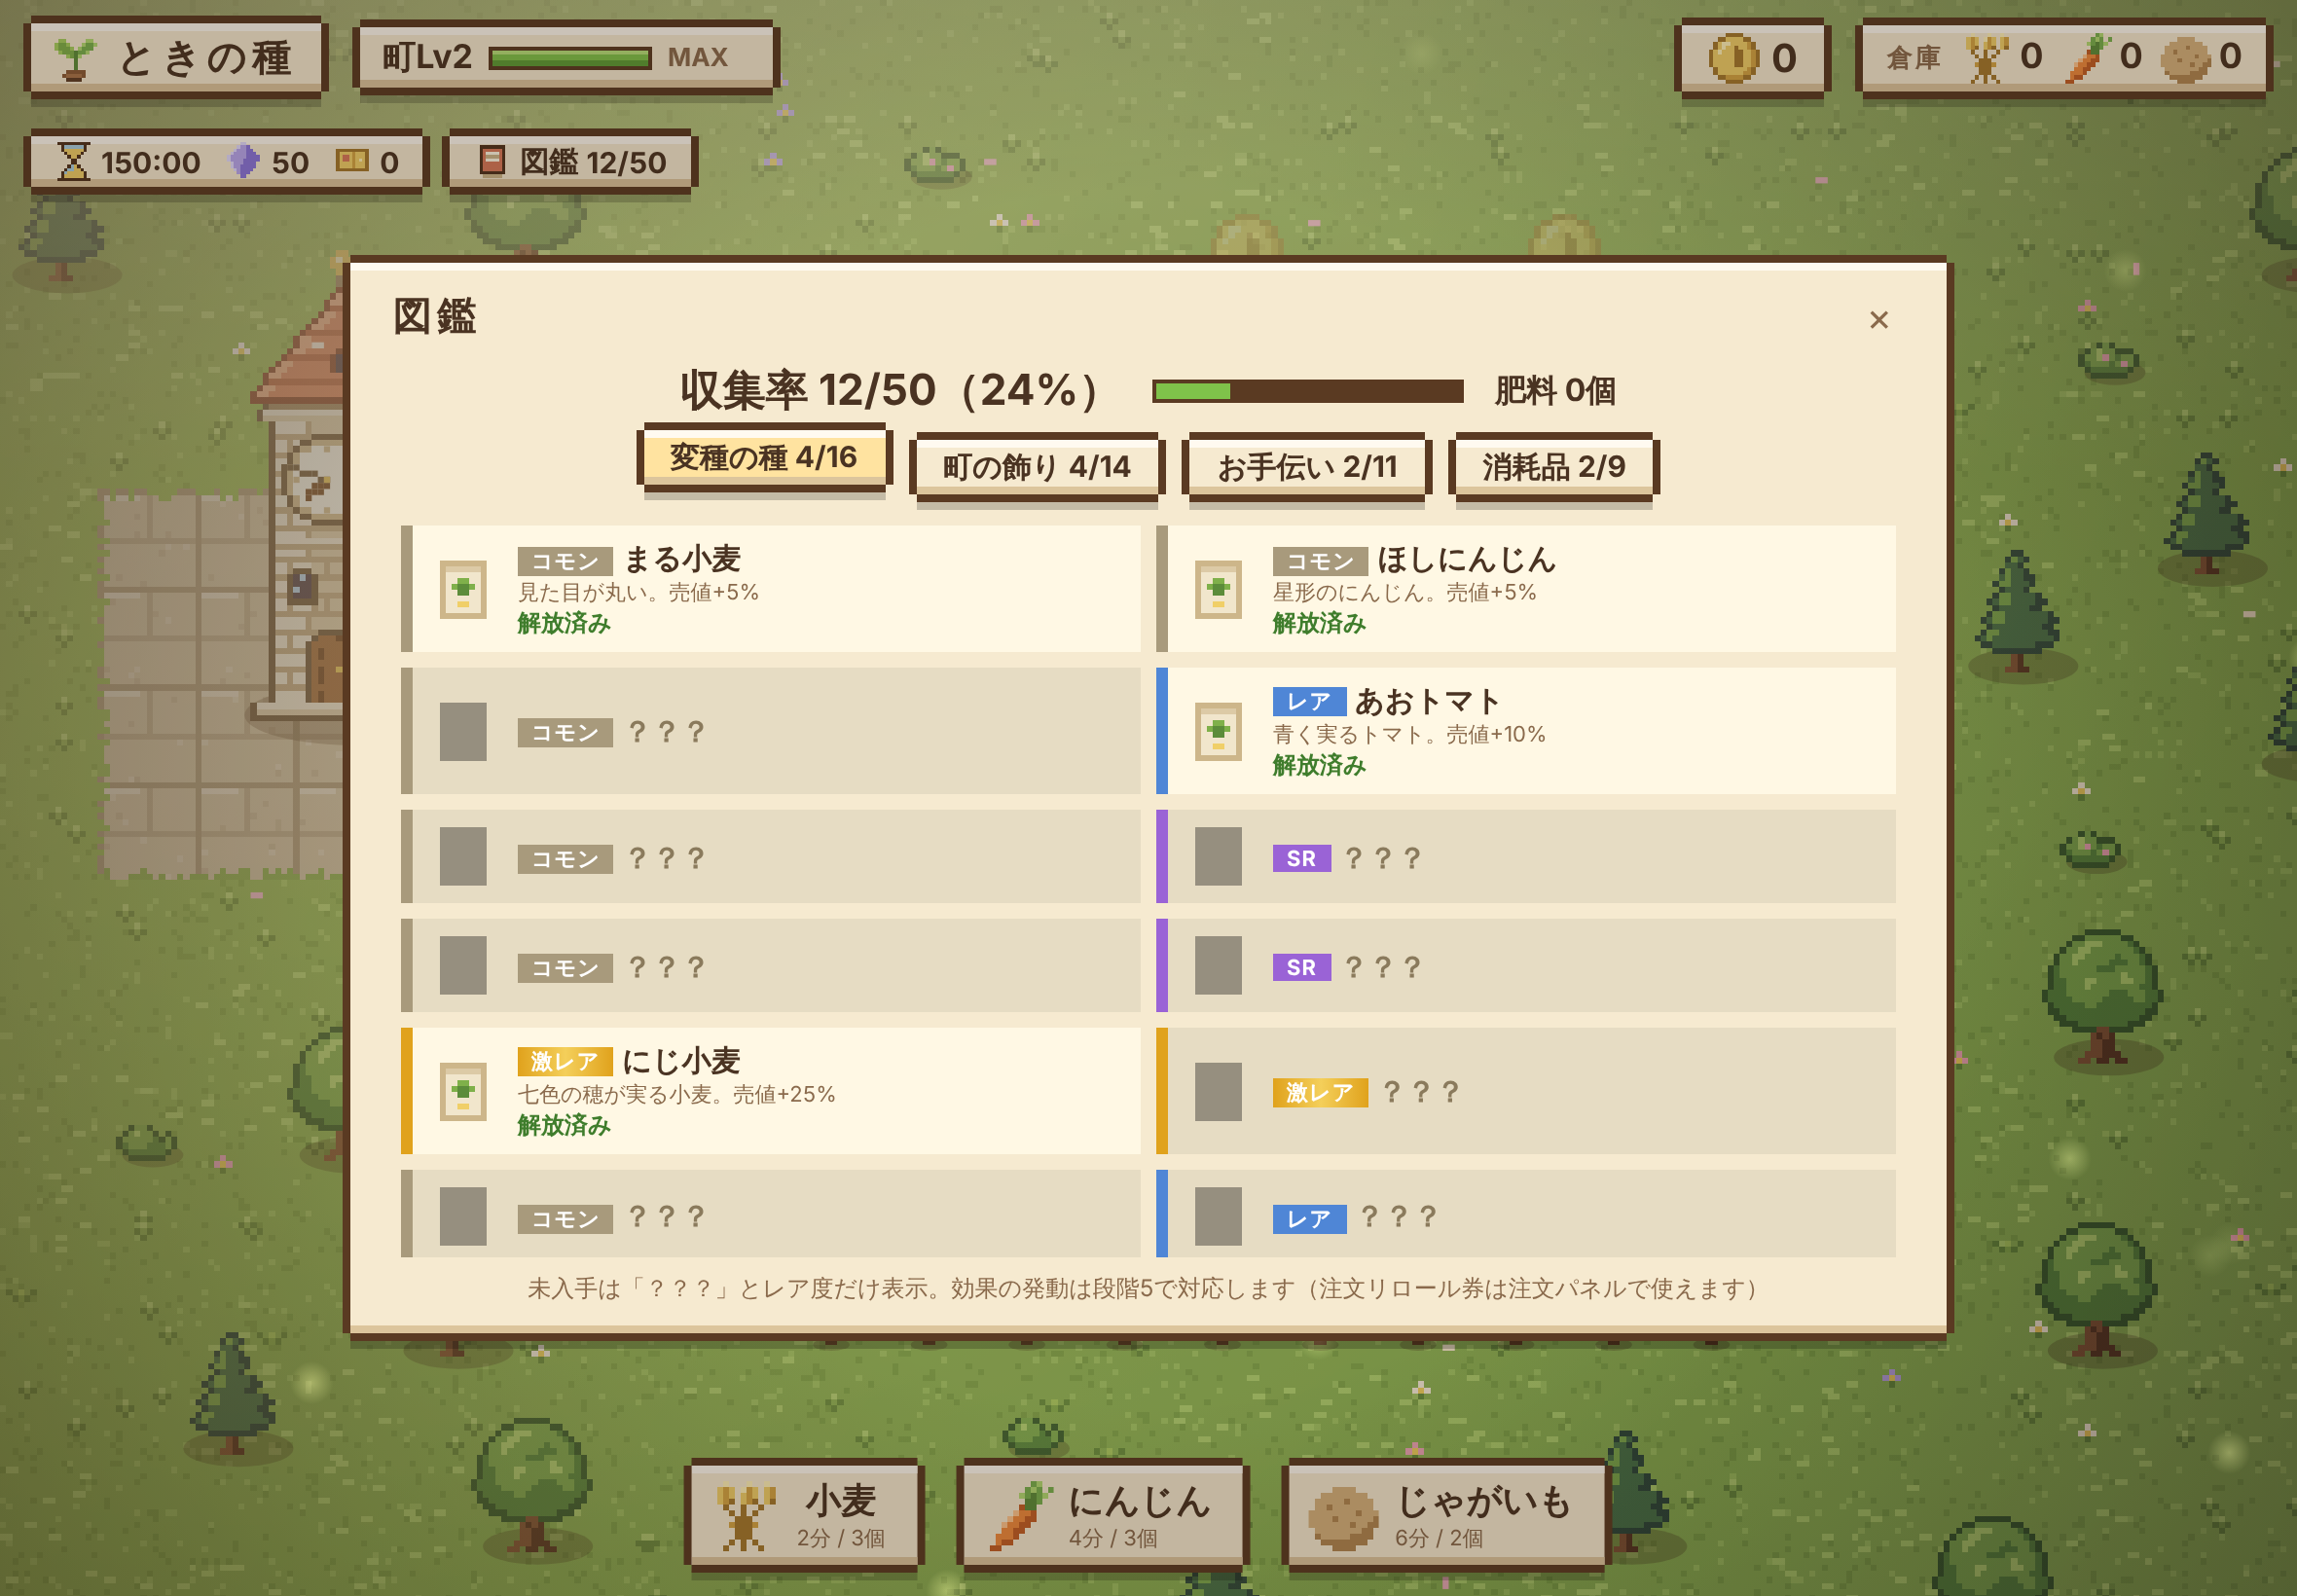 ときの種
町Lv2 MAX
0
倉庫 0 0 0
150:00 50 0
図鑑 12/50
図鑑
×
収集率 12/50（24%） 肥料 0個
変種の種 4/16
町の飾り 4/14
お手伝い 2/11
消耗品 2/9
コモン まる小麦
見た目が丸い。売値+5%
解放済み
コモン ほしにんじん
星形のにんじん。売値+5%
解放済み
コモン ？？？
レア あおトマト
青く実るトマト。売値+10%
解放済み
コモン ？？？
SR ？？？
コモン ？？？
SR ？？？
激レア にじ小麦
七色の穂が実る小麦。売値+25%
解放済み
激レア ？？？
コモン ？？？
レア ？？？
未入手は「？？？」とレア度だけ表示。効果の発動は段階5で対応します（注文リロール券は注文パネルで使えます）
小麦
2分 / 3個
にんじん
4分 / 3個
じゃがいも
6分 / 2個